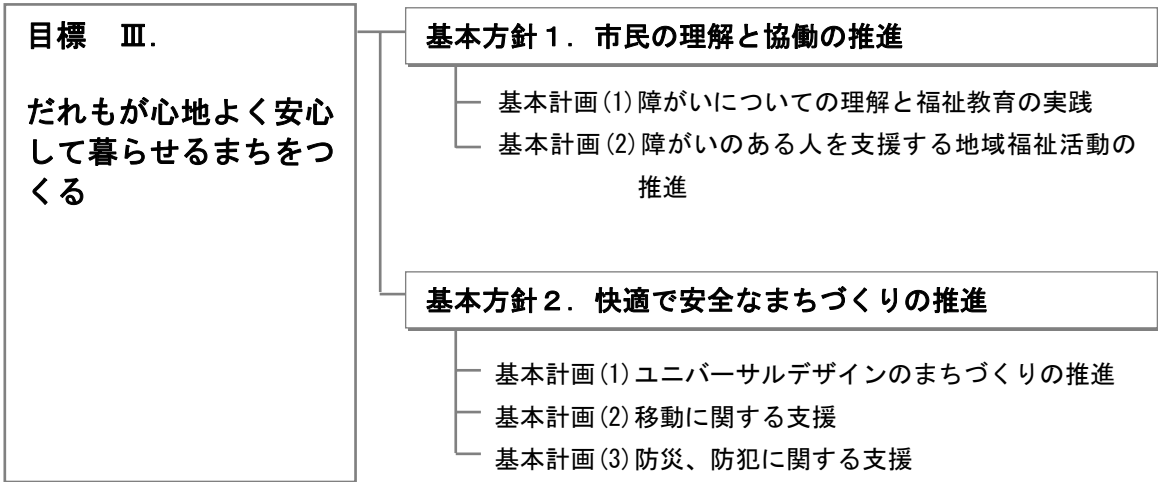 目標　Ⅲ.
だれもが心地よく安心
して暮らせるまちをつ
くる
基本方針１．市民の理解と協働の推進
基本計画(1)障がいについての理解と福祉教育の実践
基本計画(2)障がいのある人を支援する地域福祉活動の
推進
基本方針２．快適で安全なまちづくりの推進
基本計画(1)ユニバーサルデザインのまちづくりの推進
基本計画(2)移動に関する支援
基本計画(3)防災、防犯に関する支援